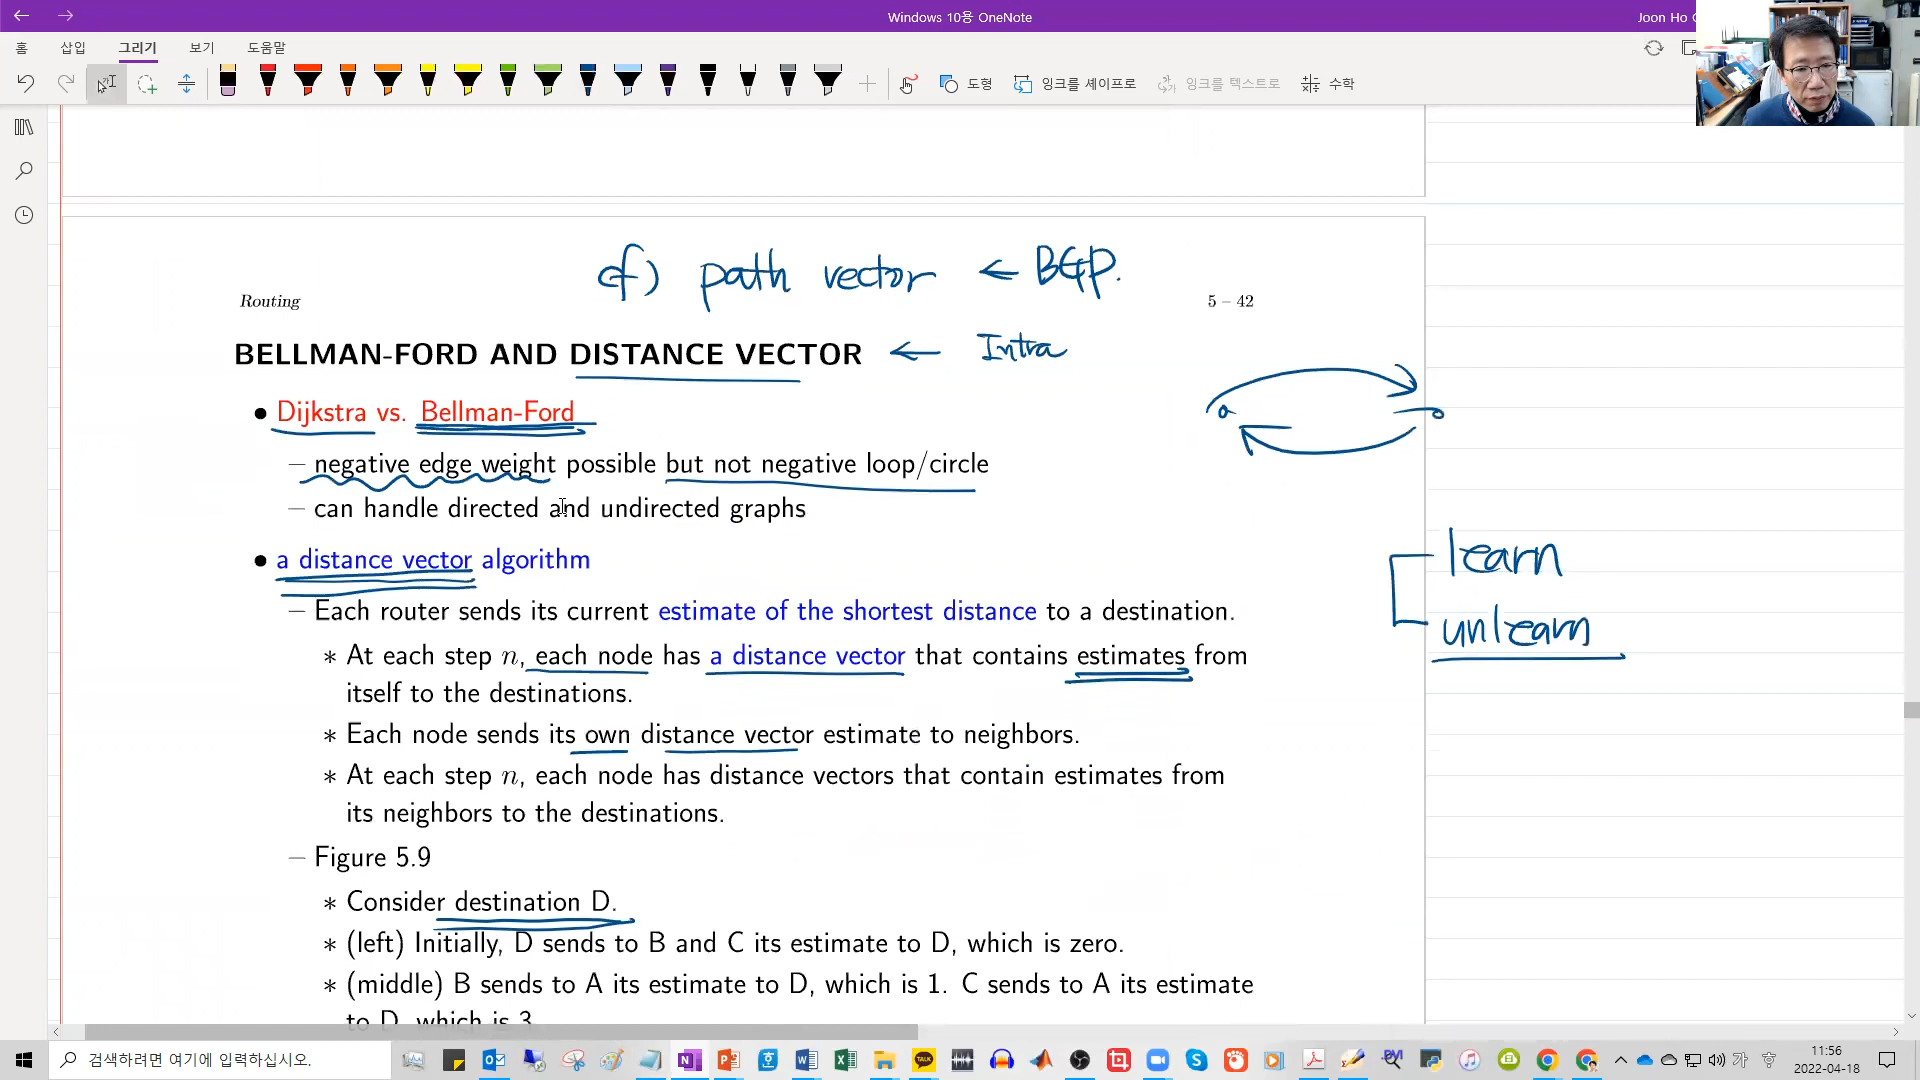 Windows 10용 OneNote
Joon Ho
홈 삽입 그리기 보기 도움말
도형 잉크를 셰이프로 잉크를 텍스트로 수학
cf) path vector ← BGP.
Routing 5 – 42
BELLMAN-FORD AND DISTANCE VECTOR ← Intra
● Dijkstra vs. Bellman-Ford
– negative edge weight possible but not negative loop/circle
– can handle directed and undirected graphs
learn
● a distance vector algorithm
– Each router sends its current estimate of the shortest distance to a destination.
unlearn
∗ At each step n, each node has a distance vector that contains estimates from
itself to the destinations.
∗ Each node sends its own distance vector estimate to neighbors.
∗ At each step n, each node has distance vectors that contain estimates from
its neighbors to the destinations.
– Figure 5.9
∗ Consider destination D.
∗ (left) Initially, D sends to B and C its estimate to D, which is zero.
∗ (middle) B sends to A its estimate to D, which is 1. C sends to A its estimate
to D, which is 3.
검색하려면 여기에 입력하십시오.
11:56
2022-04-18